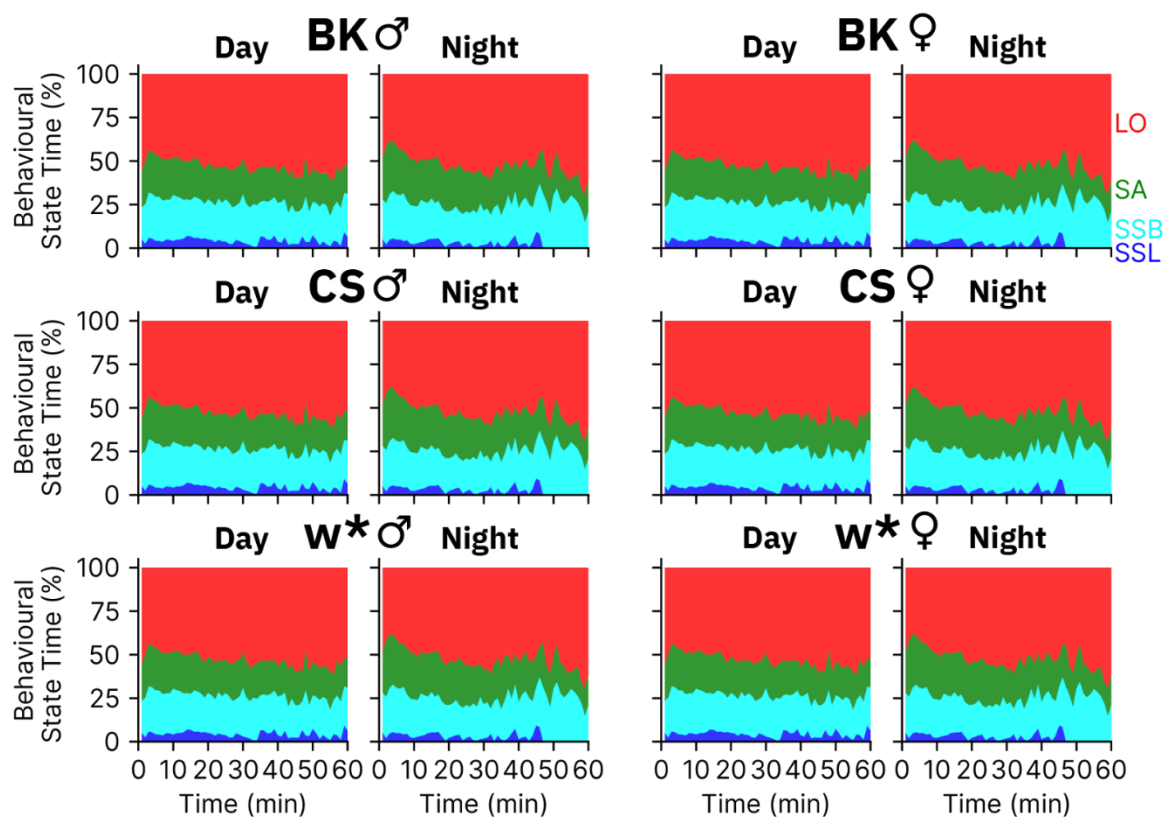 BK ♂
BK ♀
Day
Night
Day
Night
Behavioural
State Time (%)
100
75
50
25
0
LO
SA
SSB
SSL
CS ♂
CS ♀
Day
Night
Day
Night
Behavioural
State Time (%)
100
75
50
25
0
w* ♂
w* ♀
Day
Night
Day
Night
Behavioural
State Time (%)
100
75
50
25
0
0 10 20 30 40 50 60
0 10 20 30 40 50 60
0 10 20 30 40 50 60
0 10 20 30 40 50 60
Time (min)
Time (min)
Time (min)
Time (min)